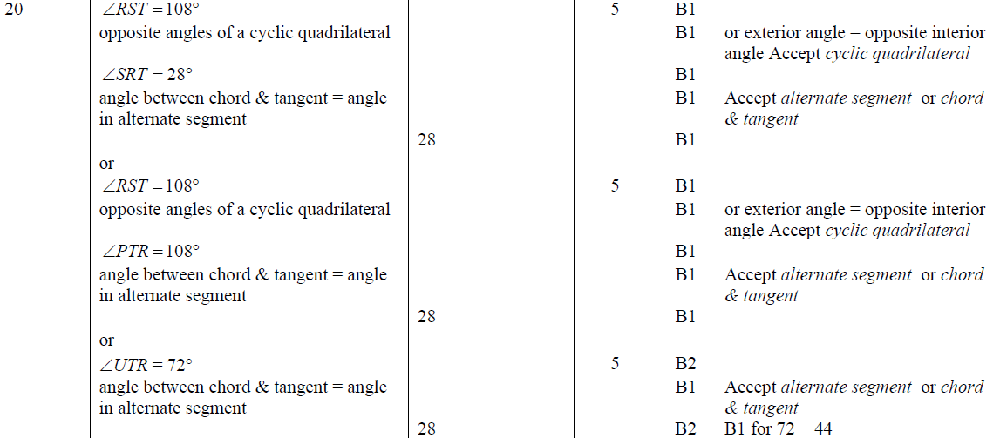 20 ∠RST = 108° 5 B1
opposite angles of a cyclic quadrilateral B1 or exterior angle = opposite interior
angle Accept cyclic quadrilateral
∠SRT = 28° B1
angle between chord & tangent = angle B1 Accept alternate segment or chord
in alternate segment & tangent
28 B1
or
∠RST = 108° 5 B1
opposite angles of a cyclic quadrilateral B1 or exterior angle = opposite interior
angle Accept cyclic quadrilateral
∠PTR = 108° B1
angle between chord & tangent = angle B1 Accept alternate segment or chord
in alternate segment & tangent
28 B1
or
∠UTR = 72° 5 B2
angle between chord & tangent = angle B1 Accept alternate segment or chord
in alternate segment & tangent
28 B2 B1 for 72 − 44